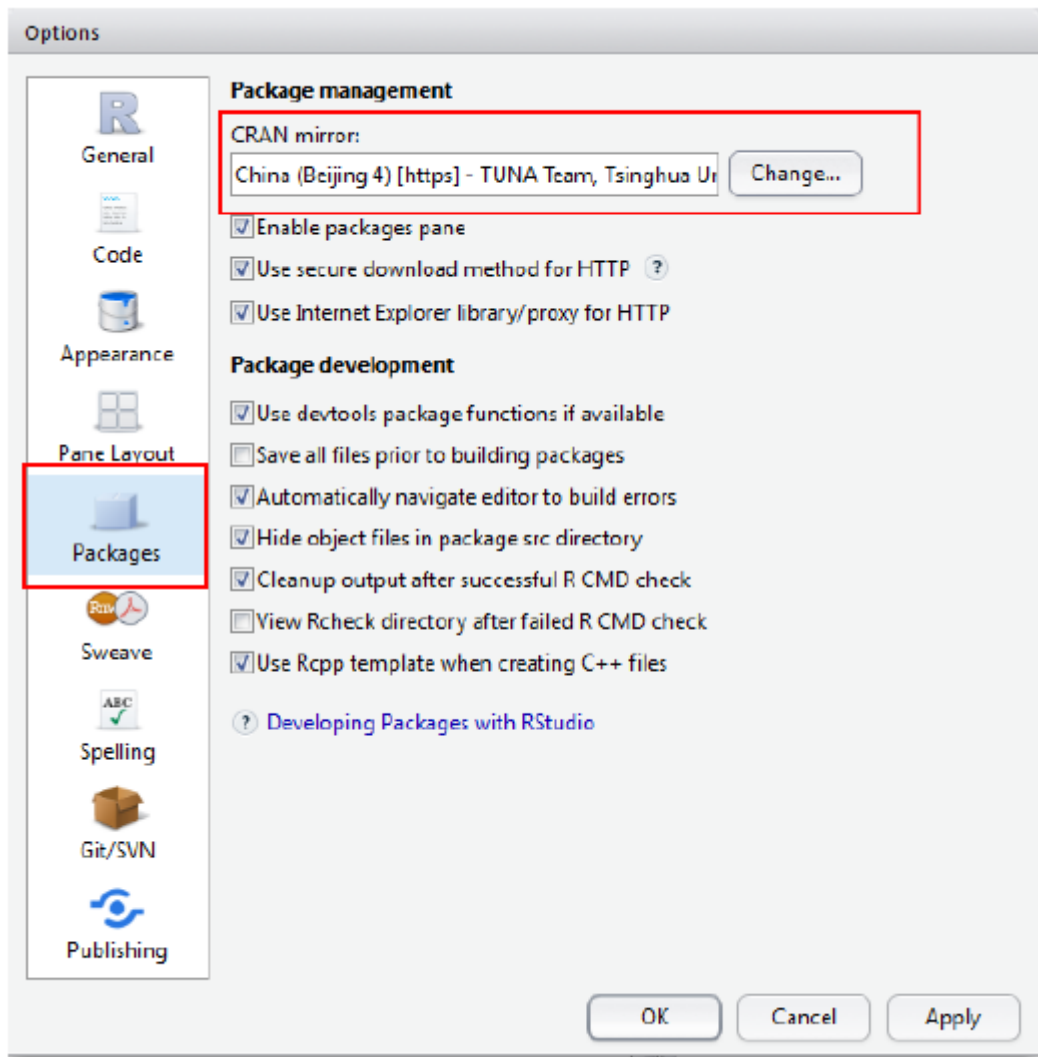 Options
General
Code
Appearance
Pane Layout
Packages
Sweave
ABC
Spelling
Git/SVN
Publishing
Package management
CRAN mirror:
China (Beijing 4) [https] - TUNA Team, Tsinghua Ur
Change...
Enable packages pane
Use secure download method for HTTP ?
Use Internet Explorer library/proxy for HTTP
Package development
Use devtools package functions if available
Save all files prior to building packages
Automatically navigate editor to build errors
Hide object files in package src directory
Cleanup output after successful R CMD check
View Rcheck directory after failed R CMD check
Use Rcpp template when creating C++ files
? Developing Packages with RStudio
OK
Cancel
Apply